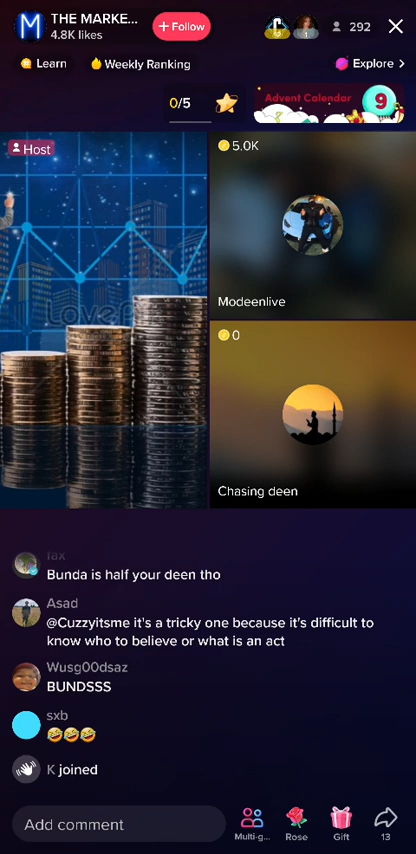 THE MARKE...
4.8K likes
+ Follow
292
Learn
Weekly Ranking
Explore >
0/5
Advent Calendar
9
Host
5.0K
Modeenlive
0
Chasing deen
fax
Bunda is half your deen tho
Asad
@Cuzzyitsme it's a tricky one because it's difficult to
know who to believe or what is an act
Wusg00dsaz
BUNDSSS
sxb
🤣🤣🤣
K joined
Add comment
Multi-g...
Rose
Gift
13